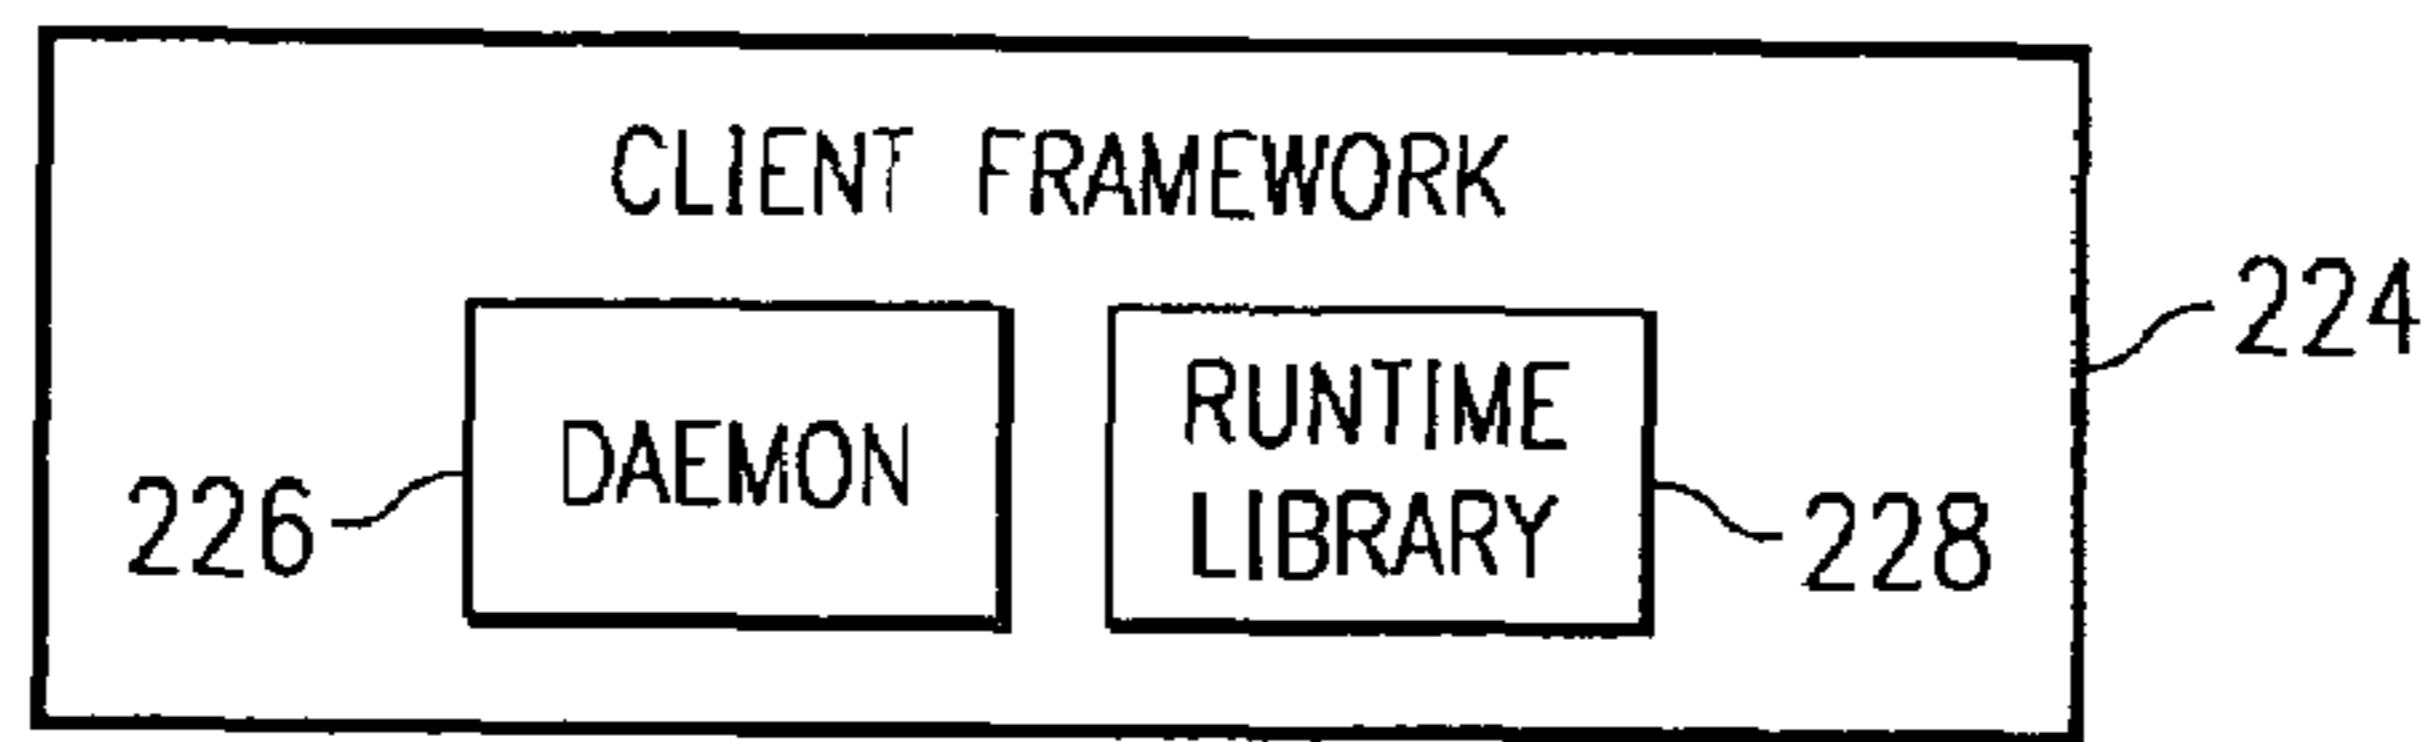 CLIENT FRAMEWORK
224
DAEMON
226
RUNTIME
LIBRARY
228